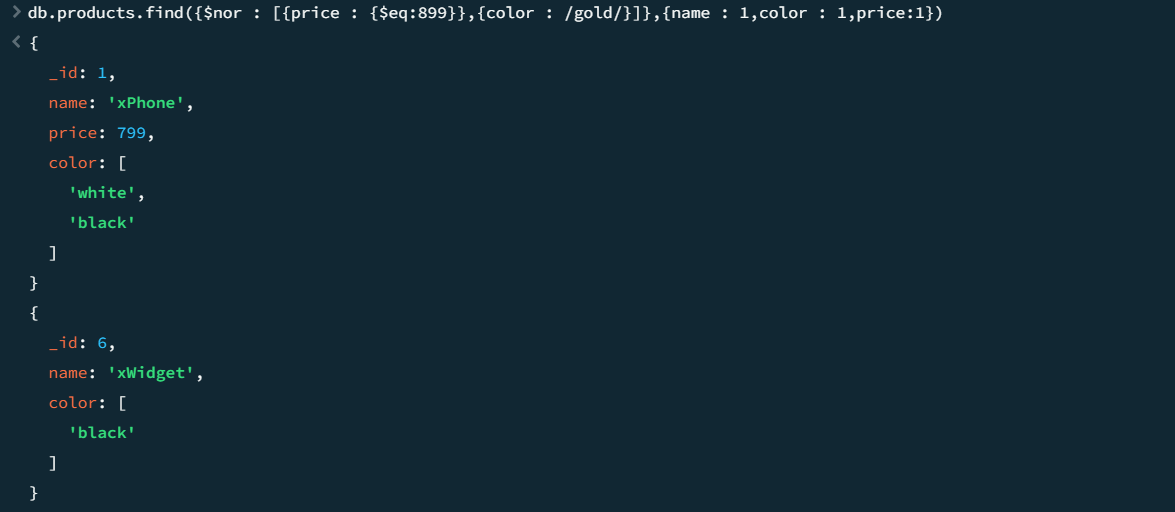 > db.products.find({$nor : [{price : {$eq:899}},{color : /gold/}]},{name : 1,color : 1,price:1})
< {
_id: 1,
name: 'xPhone',
price: 799,
color: [
'white',
'black'
]
}
{
_id: 6,
name: 'xWidget',
color: [
'black'
]
}